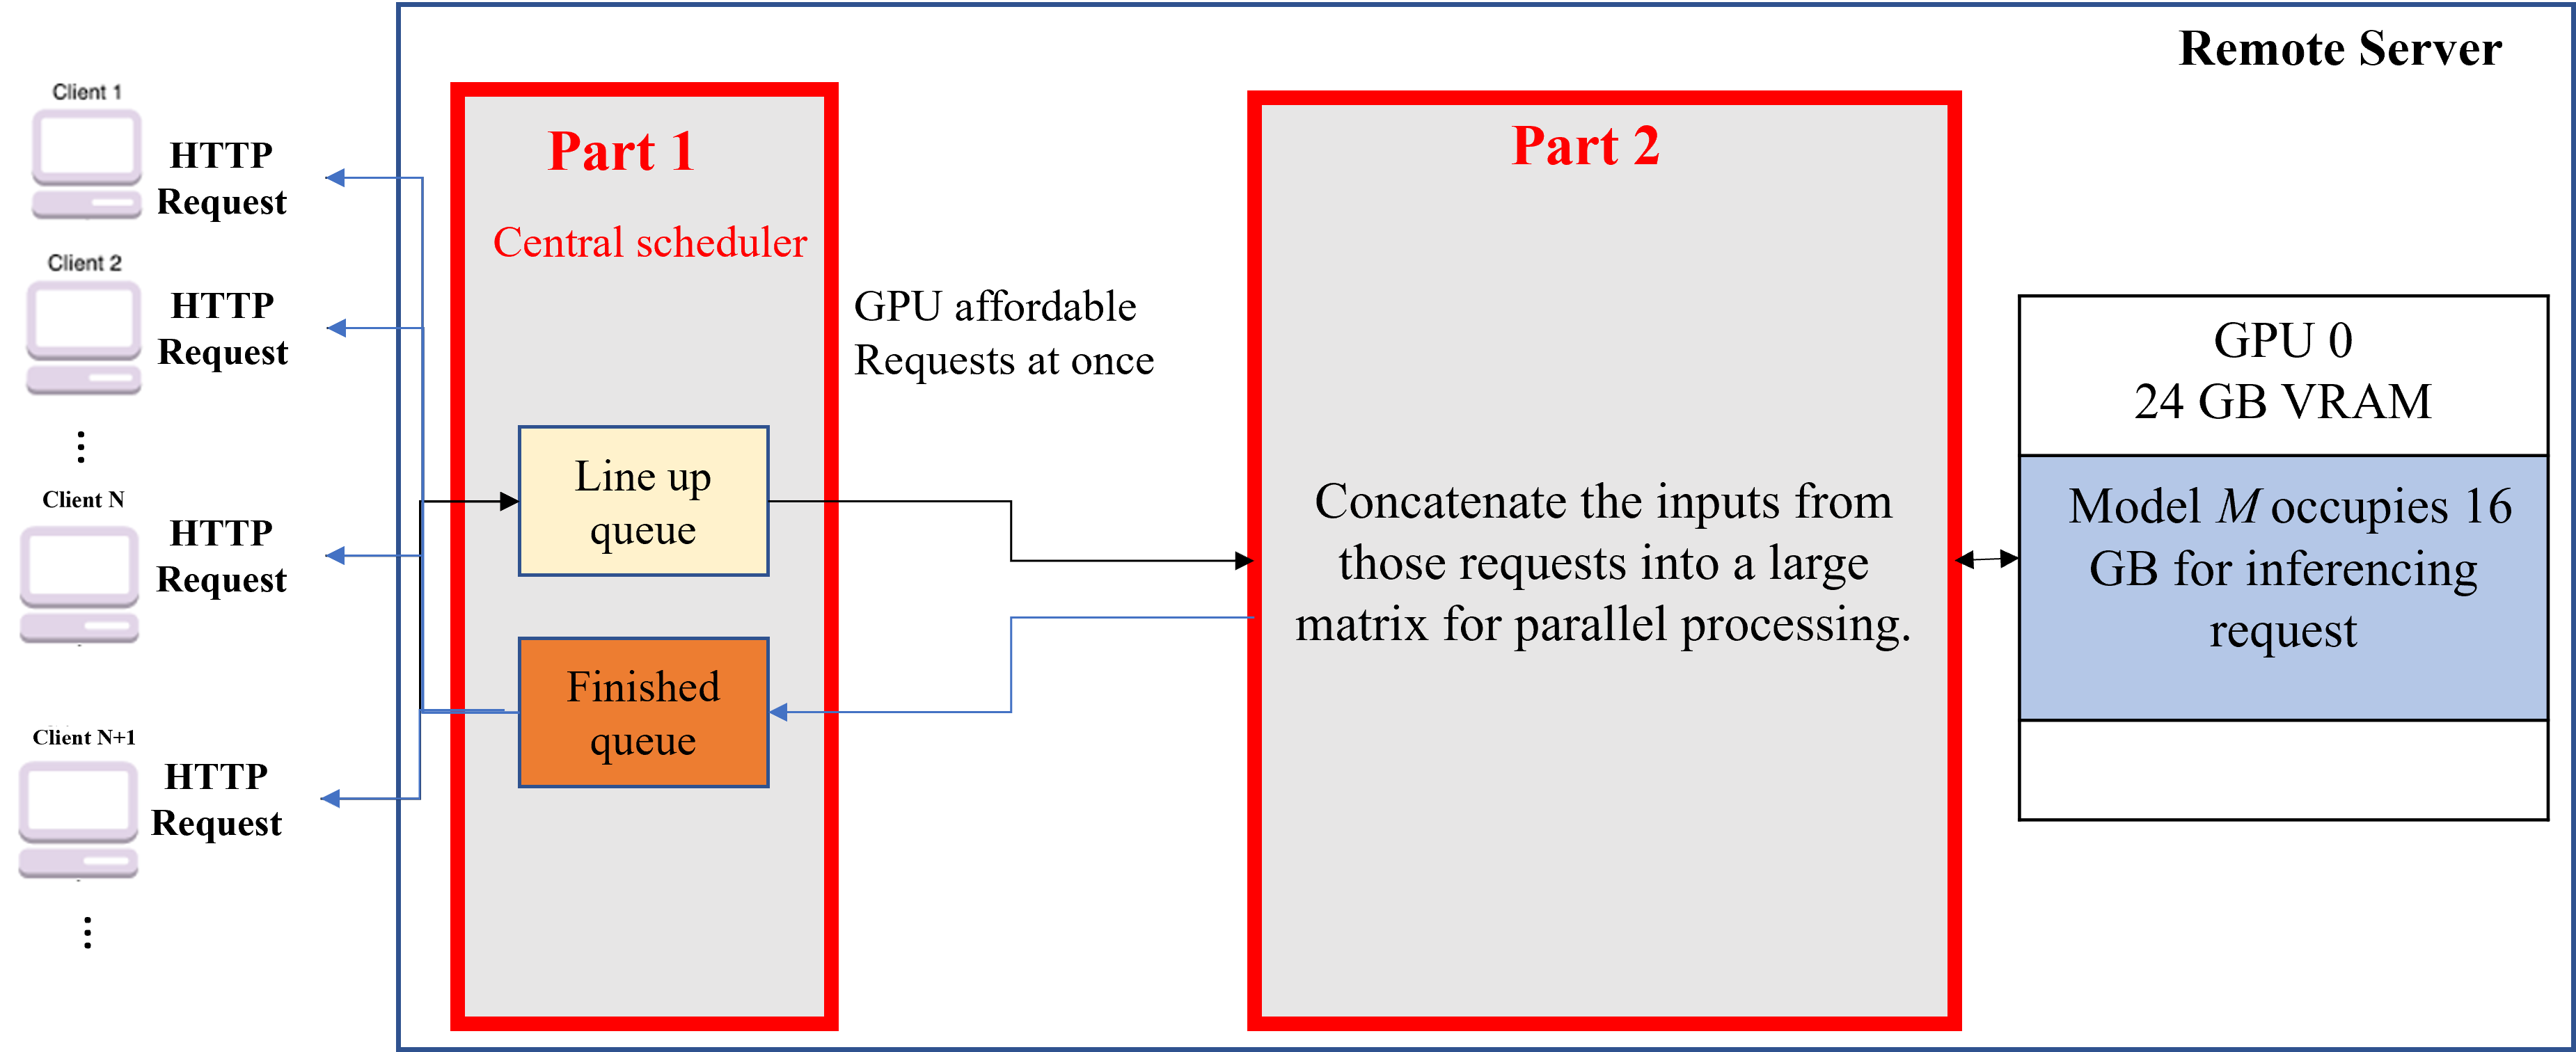 Remote Server
Client 1
HTTP
Request
Client 2
HTTP
Request
⋮
Client N
HTTP
Request
Client N+1
HTTP
Request
⋮
Part 1
Central scheduler
Line up
queue
Finished
queue
GPU affordable
Requests at once
Part 2
Concatenate the inputs from
those requests into a large
matrix for parallel processing.
GPU 0
24 GB VRAM
Model M occupies 16
GB for inferencing
request